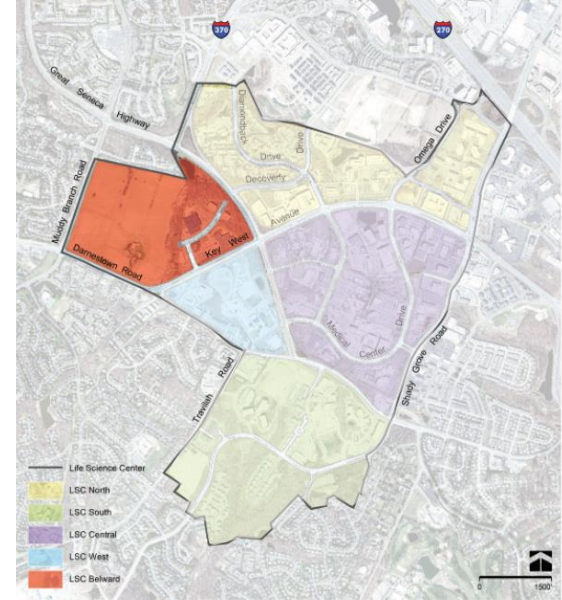 370
270
Great Seneca
Highway
Diamondback
Drive
Drive
Decoverly
Omega Drive
Muddy Branch Road
Avenue
Key West
Darnestown Road
Medical
Center
Drive
Shady Grove Road
Travilah Road
Life Science Center
LSC North
LSC South
LSC Central
LSC West
LSC Belward
0
1500'